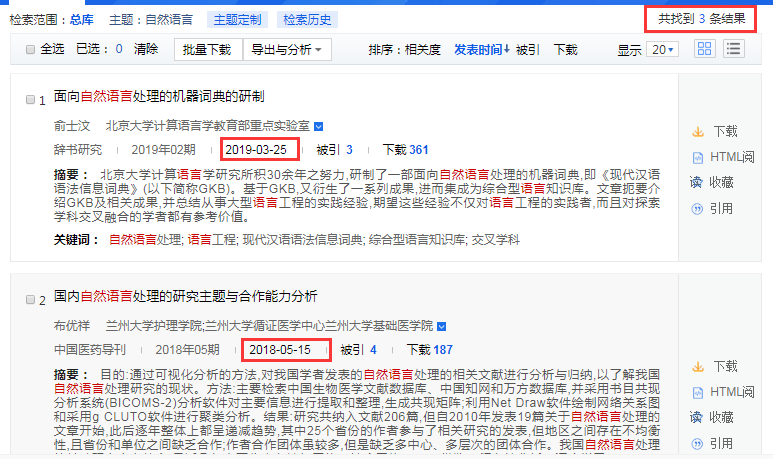 检索范围：总库 主题：自然语言 主题定制 检索历史 共找到 3 条结果
全选 已选： 0 清除 批量下载 导出与分析 排序：相关度 发表时间↓ 被引 下载 显示 20
1 面向自然语言处理的机器词典的研制
俞士汶 北京大学计算语言学教育部重点实验室
辞书研究 2019年02期 2019-03-25 被引 3 下载 361
摘要： 北京大学计算语言学研究所积30余年之努力,研制了一部面向自然语言处理的机器词典,即《现代汉语
语法信息词典》(以下简称GKB)。基于GKB,又衍生了一系列成果,进而集成为综合型语言知识库。文章扼要介
绍GKB及相关成果,并总结从事大型语言工程的实践经验,期望这些经验不仅对语言工程的实践者,而且对探索
学科交叉融合的学者都有参考价值。
关键词： 自然语言处理; 语言工程; 现代汉语语法信息词典; 综合型语言知识库; 交叉学科
下载
HTML阅
收藏
引用
2 国内自然语言处理的研究主题与合作能力分析
布优祥 兰州大学护理学院;兰州大学循证医学中心兰州大学基础医学院
中国医药导刊 2018年05期 2018-05-15 被引 4 下载 187
摘要： 目的:通过可视化分析的方法,对我国学者发表的自然语言处理的相关文献进行分析与归纳,以了解我国
自然语言处理研究的现状。方法:主要检索中国生物医学文献数据库、中国知网和万方数据库,并采用书目共现
分析系统(BICOMS-2)分析软件对主要信息进行提取和整理,生成共现矩阵;利用Net Draw软件绘制网络关系图
和采用g CLUTO软件进行聚类分析。结果:研究共纳入文献206篇,但自2010年发表19篇关于自然语言处理的
文章开始,此后逐年整体上都呈递减趋势,其中25个省份的作者参与了相关研究的发表,但地区之间存在不均衡
性,且省份和单位之间缺乏合作;作者合作团体虽较多,但是缺乏多中心、多层次的团体合作。我国自然语言处理
下载
HTML阅
收藏
引用